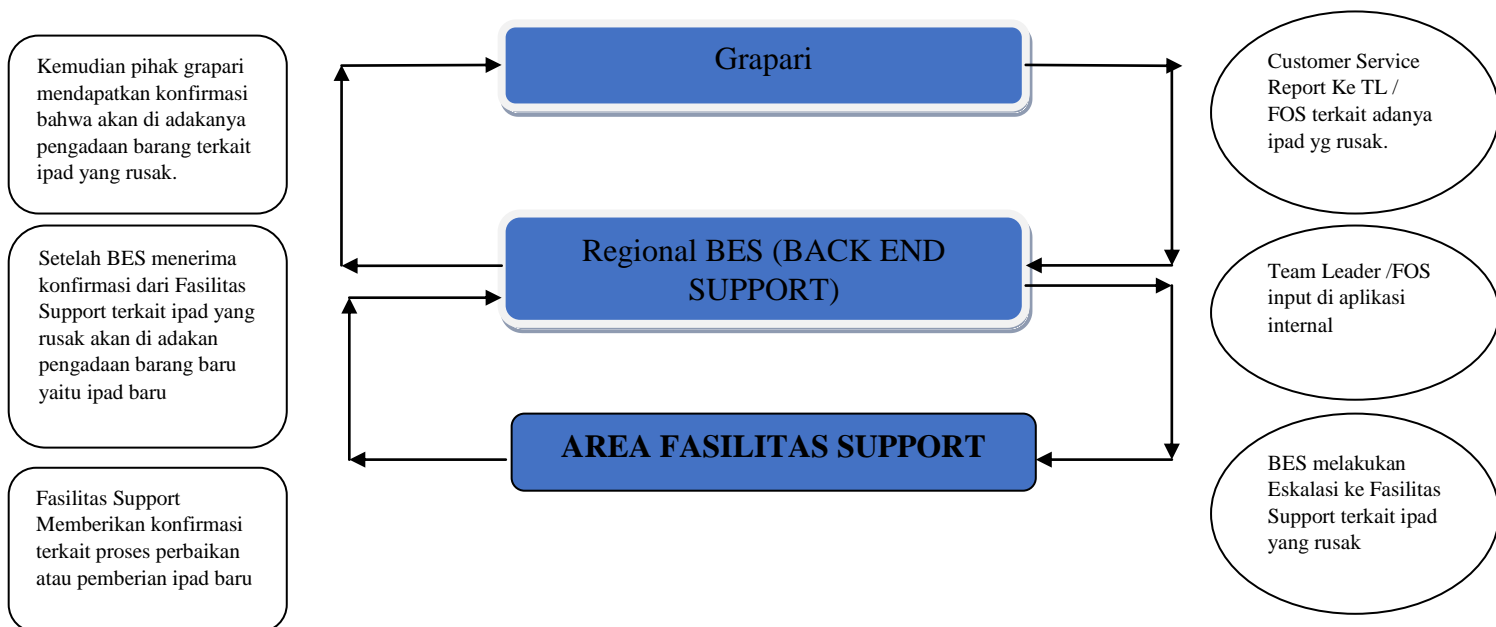 Grapari
Kemudian pihak grapari
mendapatkan konfirmasi
bahwa akan di adakanya
pengadaan barang terkait
ipad yang rusak.
Customer Service
Report Ke TL /
FOS terkait adanya
ipad yg rusak.
Regional BES (BACK END
SUPPORT)
Setelah BES menerima
konfirmasi dari Fasilitas
Support terkait ipad yang
rusak akan di adakan
pengadaan barang baru
yaitu ipad baru
Team Leader /FOS
input di aplikasi
internal
AREA FASILITAS SUPPORT
Fasilitas Support
Memberikan konfirmasi
terkait proses perbaikan
atau pemberian ipad baru
BES melakukan
Eskalasi ke Fasilitas
Support terkait ipad
yang rusak